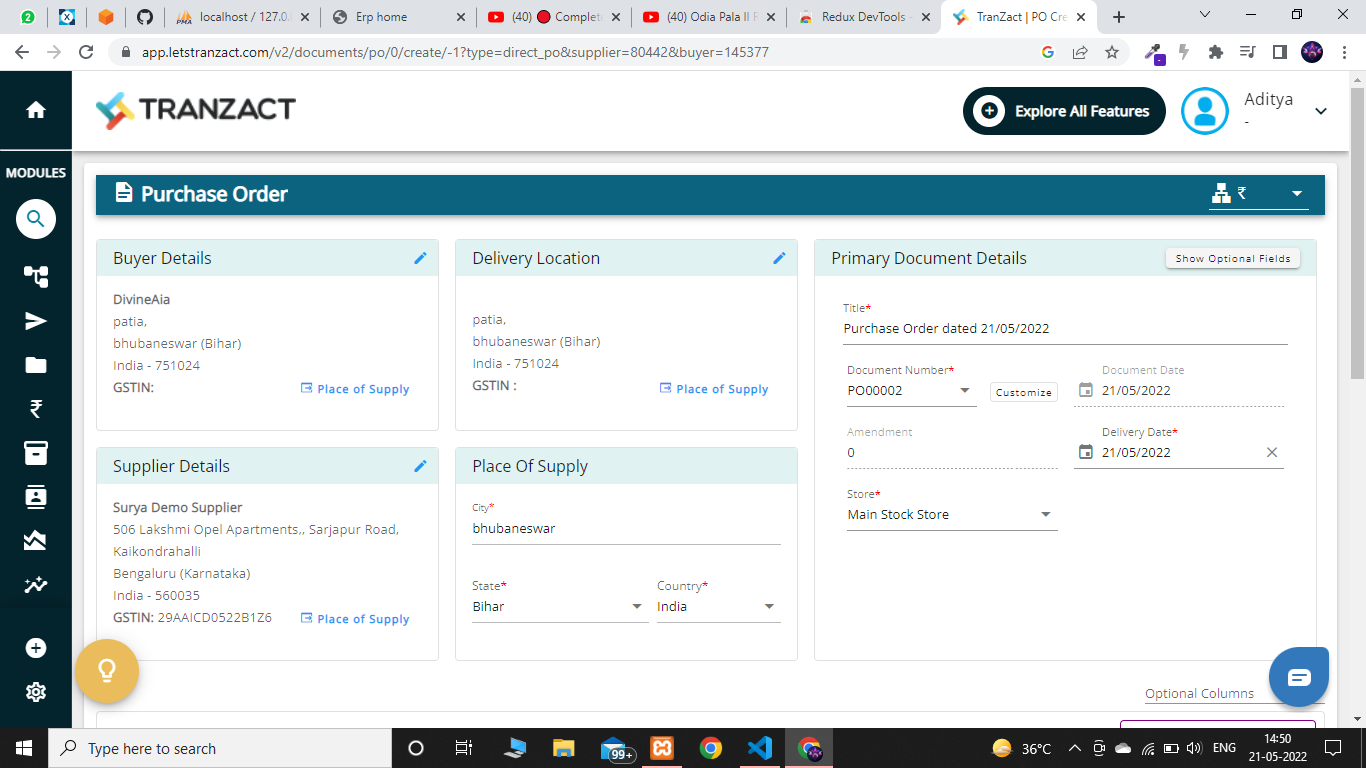 2
localhost / 127.0.
Erp home
(40) 🔴 Complet
(40) Odia Pala ll
Redux DevTools -
TranZact | PO Cre
app.letstranzact.com/v2/documents/po/0/create/-1?type=direct_po&supplier=80442&buyer=145377
TRANZACT
Explore All Features
Aditya
-
MODULES
Purchase Order
₹
Buyer Details
DivineAia
patia,
bhubaneswar (Bihar)
India - 751024
GSTIN:
Place of Supply
Delivery Location
patia,
bhubaneswar (Bihar)
India - 751024
GSTIN :
Place of Supply
Primary Document Details
Show Optional Fields
Title*
Purchase Order dated 21/05/2022
Document Number*
PO00002
Customize
Document Date
21/05/2022
Amendment
0
Delivery Date*
21/05/2022
Store*
Main Stock Store
Supplier Details
Surya Demo Supplier
506 Lakshmi Opel Apartments,, Sarjapur Road,
Kaikondrahalli
Bengaluru (Karnataka)
India - 560035
GSTIN: 29AAICD0522B1Z6
Place of Supply
Place Of Supply
City*
bhubaneswar
State*
Bihar
Country*
India
Optional Columns
Type here to search
99+
36°C
ENG
14:50
21-05-2022